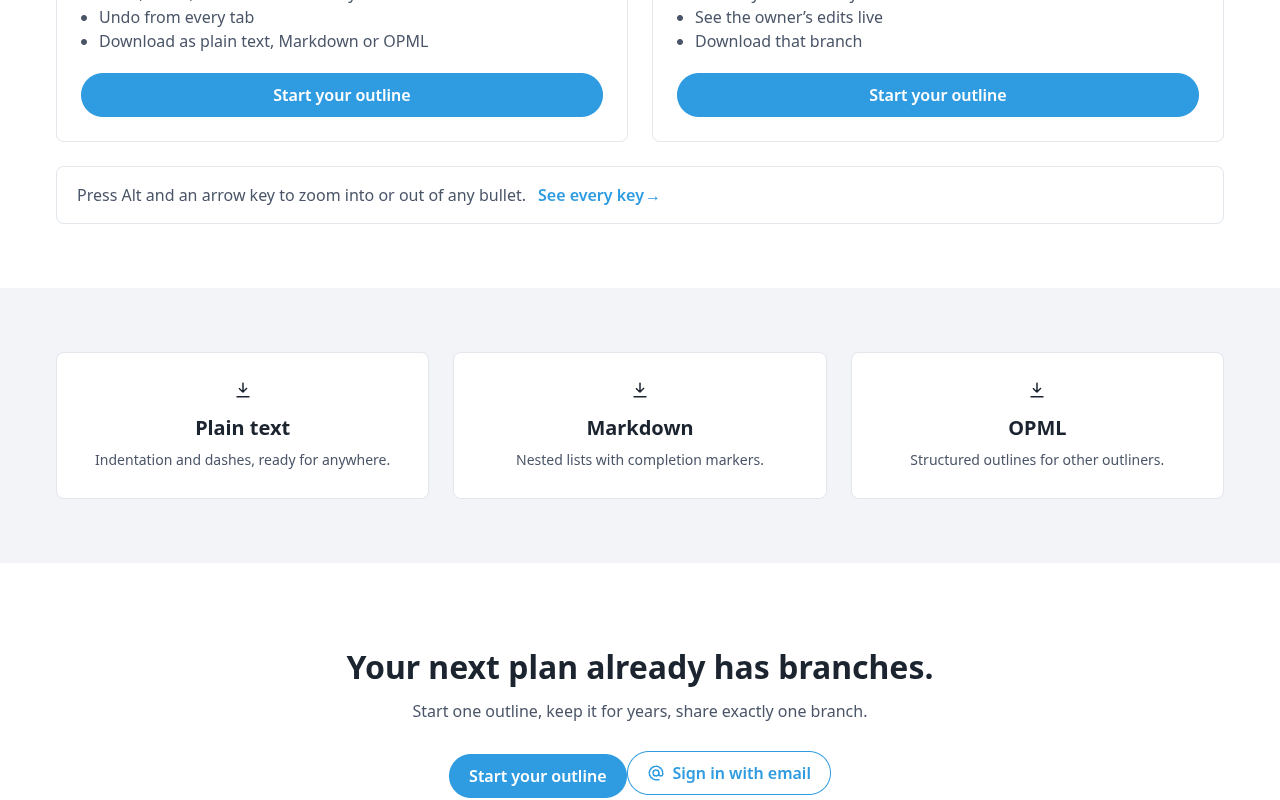 Undo from every tab
Download as plain text, Markdown or OPML
Start your outline
See the owner’s edits live
Download that branch
Start your outline
Press Alt and an arrow key to zoom into or out of any bullet. See every key→
Plain text
Indentation and dashes, ready for anywhere.
Markdown
Nested lists with completion markers.
OPML
Structured outlines for other outliners.
Your next plan already has branches.
Start one outline, keep it for years, share exactly one branch.
Start your outline
Sign in with email